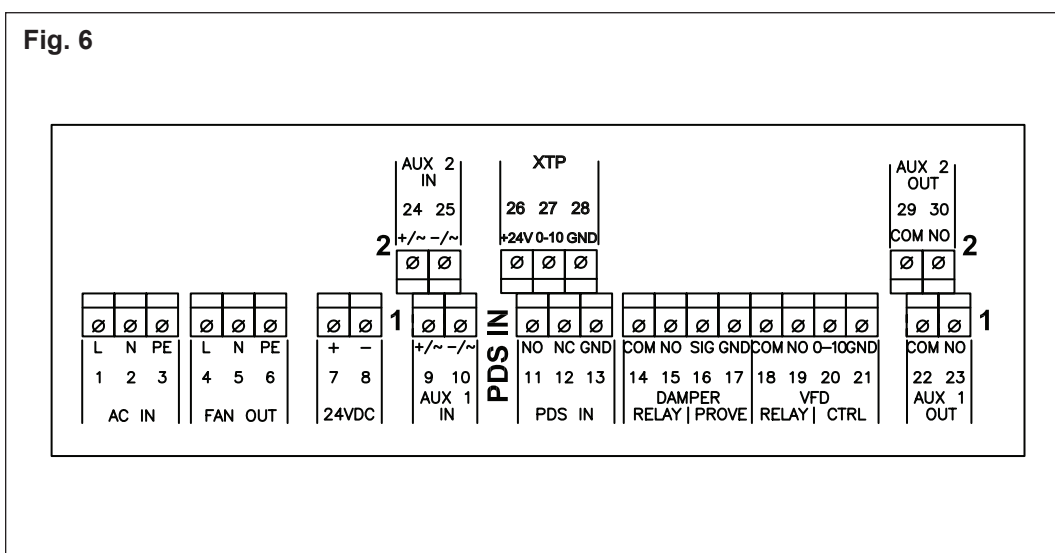 Fig. 6
AUX 2
IN
24 25
+/~ -/~
2
XTP
26 27 28
+24V 0-10 GND
AUX 2
OUT
29 30
COM NO
2
1
PDS IN
1
L N PE
1 2 3
AC IN
L N PE
4 5 6
FAN OUT
+ -
7 8
24VDC
+/~ -/~
9 10
AUX 1
IN
NO NC GND
11 12 13
PDS IN
COM NO SIG GND
14 15 16 17
DAMPER
RELAY PROVE
COM NO 0-10 GND
18 19 20 21
VFD
RELAY CTRL
COM NO
22 23
AUX 1
OUT